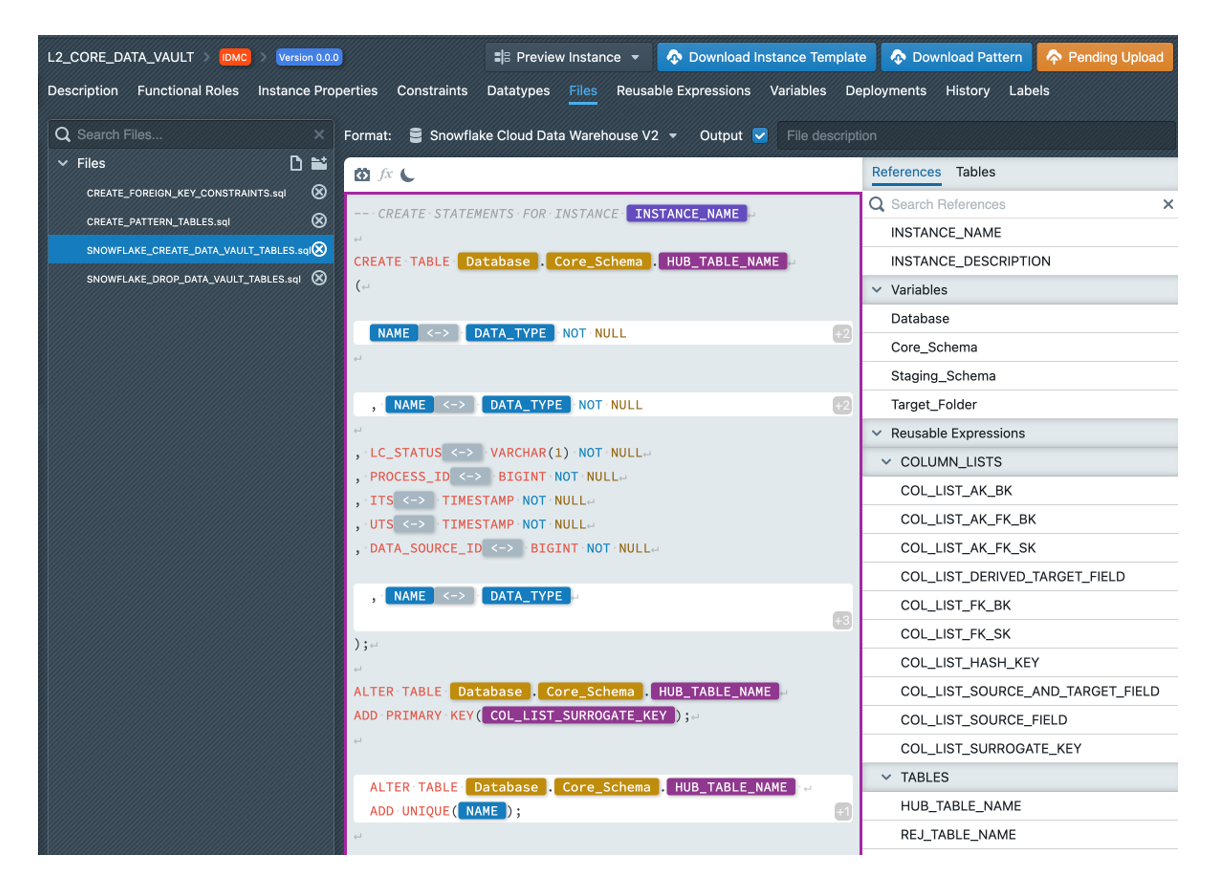 L2_CORE_DATA_VAULT > IDMC > Version 0.0.0 Preview Instance Download Instance Template Download Pattern Pending Upload
Description Functional Roles Instance Properties Constraints Datatypes Files Reusable Expressions Variables Deployments History Labels
Search Files...
Files
CREATE_FOREIGN_KEY_CONSTRAINTS.sql
CREATE_PATTERN_TABLES.sql
SNOWFLAKE_CREATE_DATA_VAULT_TABLES.sql
SNOWFLAKE_DROP_DATA_VAULT_TABLES.sql
Format: Snowflake Cloud Data Warehouse V2 Output File description
fx
-- CREATE STATEMENTS FOR INSTANCE INSTANCE_NAME
CREATE TABLE Database . Core_Schema . HUB_TABLE_NAME
(
NAME <-> DATA_TYPE NOT NULL +2
, NAME <-> DATA_TYPE NOT NULL +2
, LC_STATUS <-> VARCHAR(1) NOT NULL
, PROCESS_ID <-> BIGINT NOT NULL
, ITS <-> TIMESTAMP NOT NULL
, UTS <-> TIMESTAMP NOT NULL
, DATA_SOURCE_ID <-> BIGINT NOT NULL
, NAME <-> DATA_TYPE
+3
);
ALTER TABLE Database . Core_Schema . HUB_TABLE_NAME
ADD PRIMARY KEY( COL_LIST_SURROGATE_KEY );
ALTER TABLE Database . Core_Schema . HUB_TABLE_NAME
ADD UNIQUE( NAME ); +1
References Tables
Search References
INSTANCE_NAME
INSTANCE_DESCRIPTION
Variables
Database
Core_Schema
Staging_Schema
Target_Folder
Reusable Expressions
COLUMN_LISTS
COL_LIST_AK_BK
COL_LIST_AK_FK_BK
COL_LIST_AK_FK_SK
COL_LIST_DERIVED_TARGET_FIELD
COL_LIST_FK_BK
COL_LIST_FK_SK
COL_LIST_HASH_KEY
COL_LIST_SOURCE_AND_TARGET_FIELD
COL_LIST_SOURCE_FIELD
COL_LIST_SURROGATE_KEY
TABLES
HUB_TABLE_NAME
REJ_TABLE_NAME